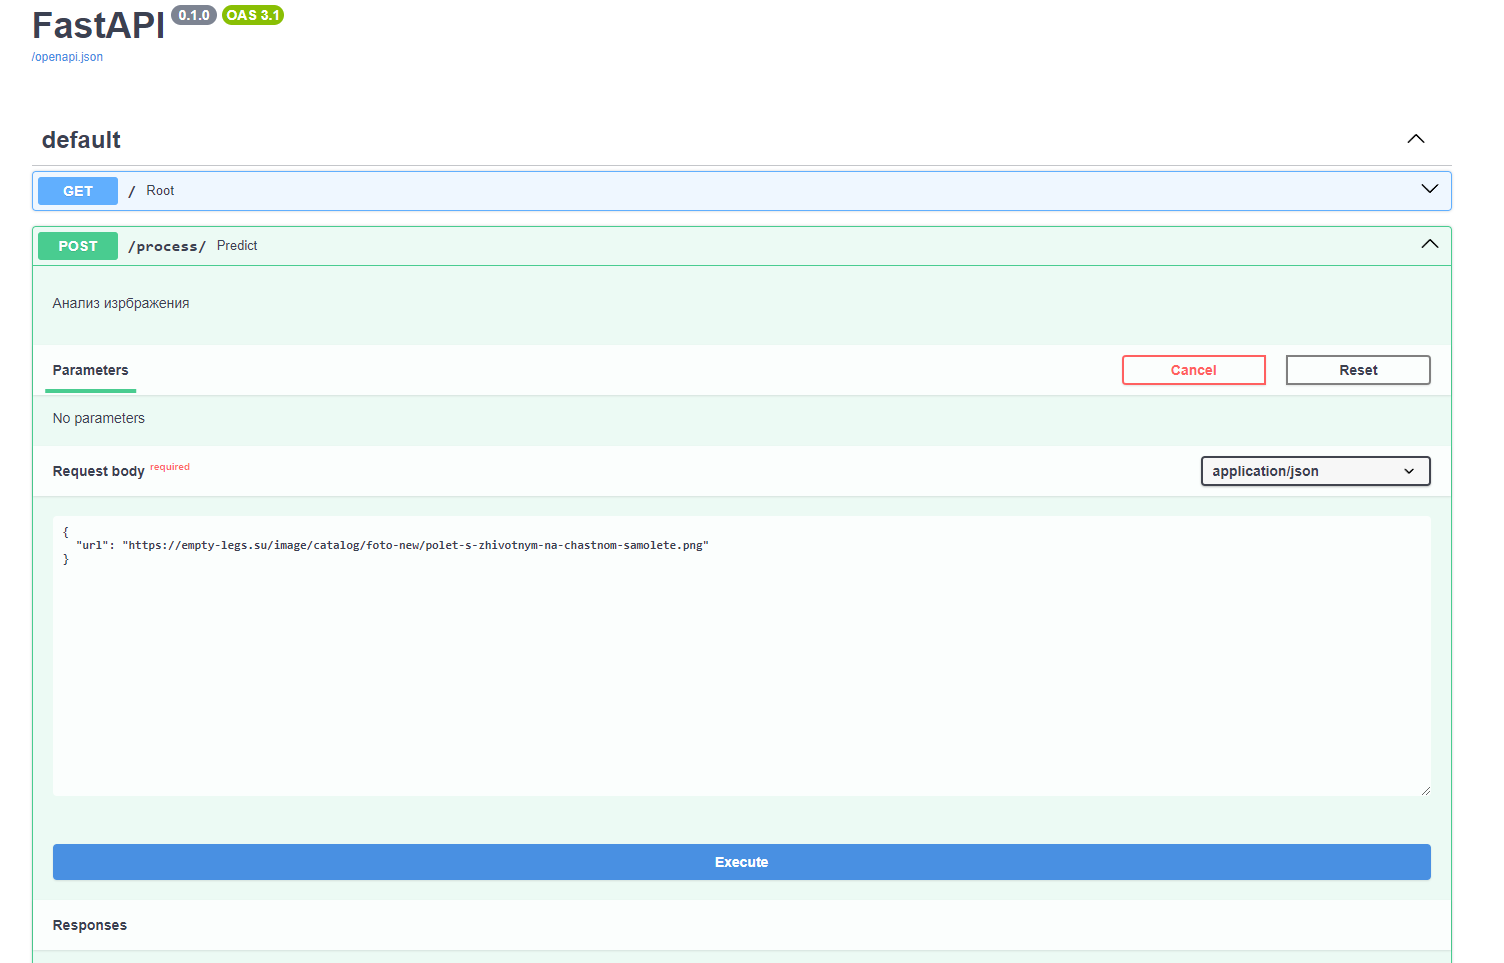 FastAPI 0.1.0 OAS 3.1
/openapi.json
default
GET / Root
POST /process/ Predict
Анализ изрбражения
Parameters
Cancel
Reset
No parameters
Request body required
application/json
{
"url": "https://empty-legs.su/image/catalog/foto-new/polet-s-zhivotnym-na-chastnom-samolete.png"
}
Execute
Responses